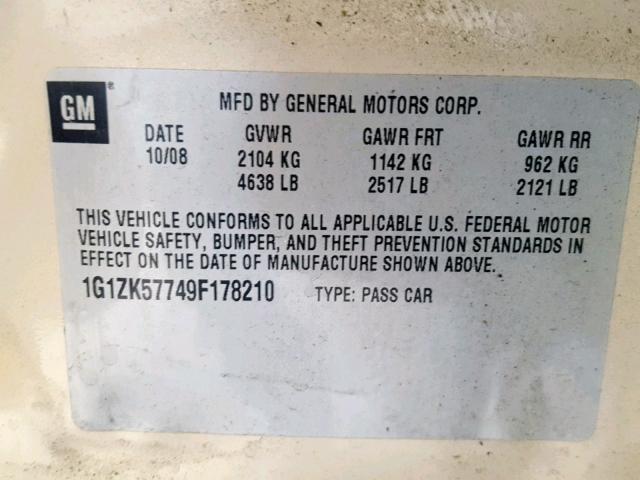 GM®
MFD BY GENERAL MOTORS CORP.
DATE GVWR GAWR FRT GAWR RR
10/08 2104 KG 1142 KG 962 KG
4638 LB 2517 LB 2121 LB
THIS VEHICLE CONFORMS TO ALL APPLICABLE U.S. FEDERAL MOTOR
VEHICLE SAFETY, BUMPER, AND THEFT PREVENTION STANDARDS IN
EFFECT ON THE DATE OF MANUFACTURE SHOWN ABOVE.
1G1ZK57749F178210 TYPE: PASS CAR